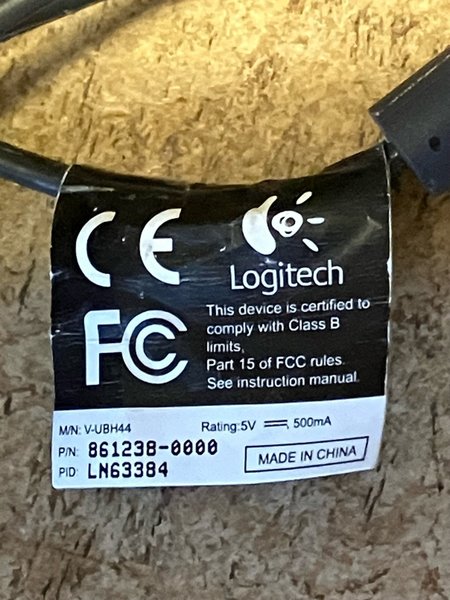 CE
Logitech
FC
This device is certified to
comply with Class B
limits,
Part 15 of FCC rules.
See instruction manual.
M/N: V-UBH44 Rating:5V ⎓, 500mA
P/N: 861238-0000
PID: LN63384
MADE IN CHINA